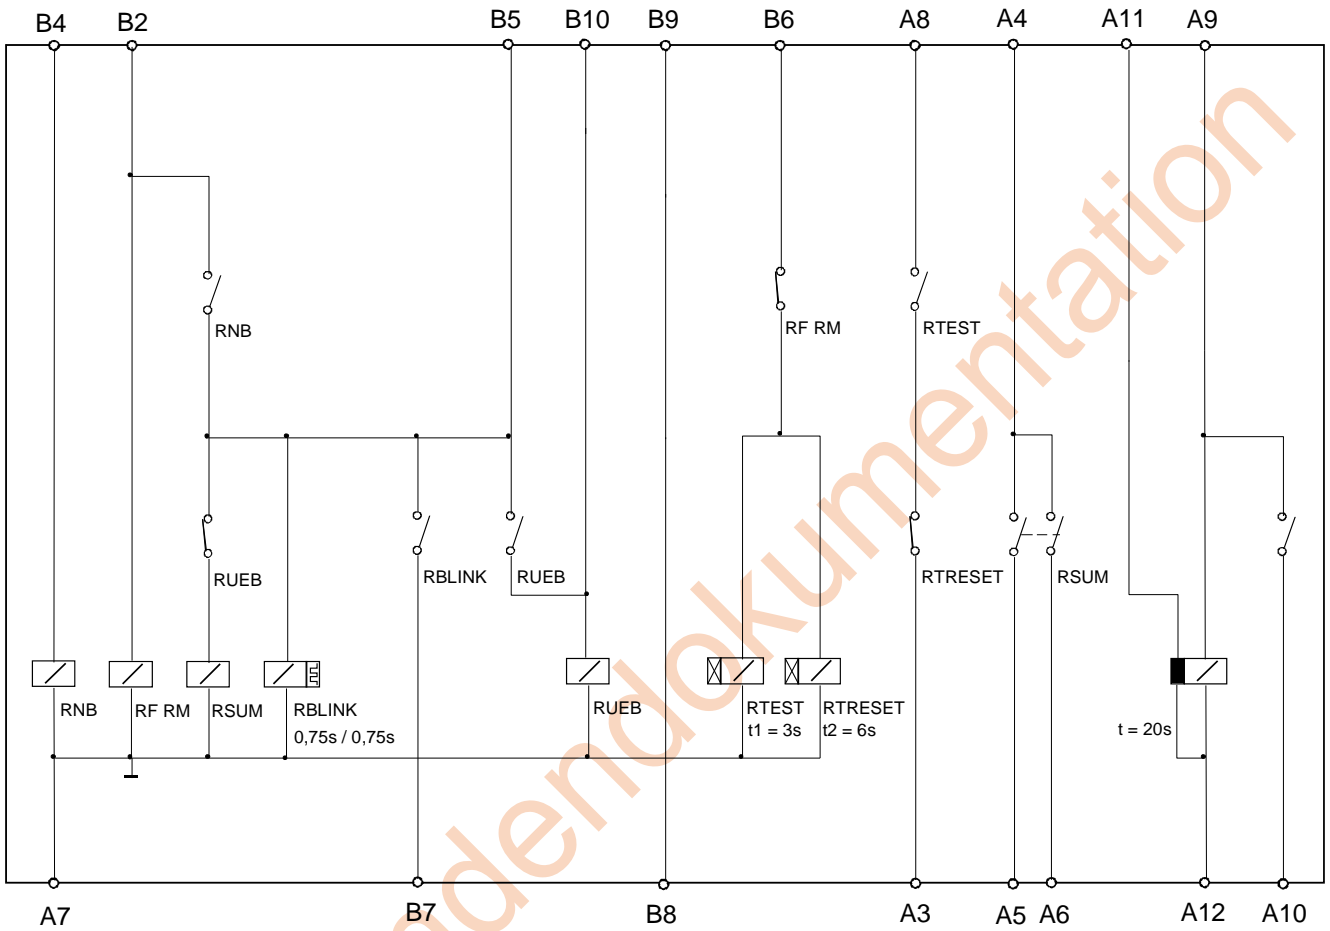 B4 B2 B5 B10 B9 B6 A8 A4 A11 A9
RNB RF RM RTEST
RUEB RBLINK RUEB RTRESET RSUM
RNB RF RM RSUM RBLINK RUEB RTEST RTRESET
0,75s / 0,75s t1 = 3s t2 = 6s t = 20s
A7 B7 B8 A3 A5 A6 A12 A10
ndendokumentation